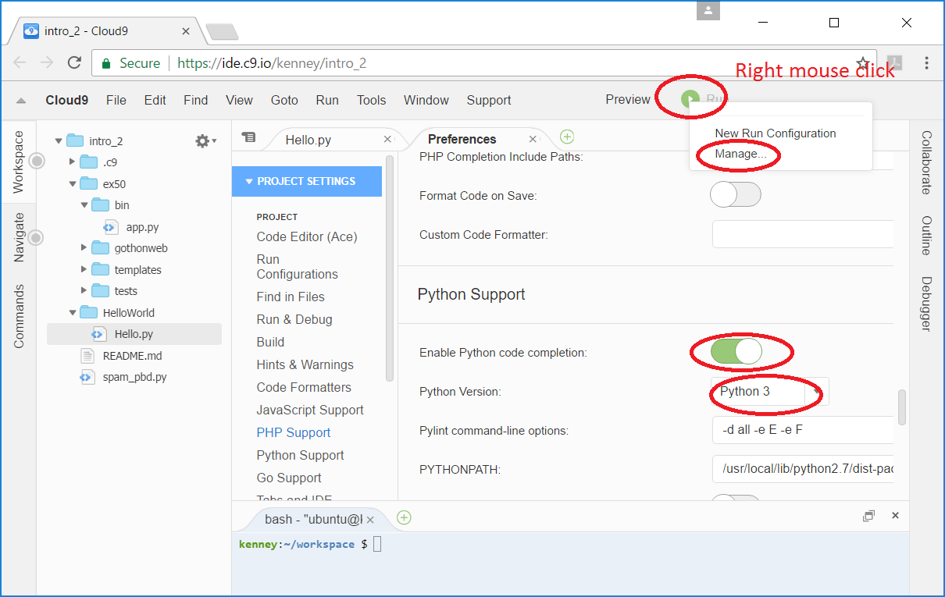 intro_2 - Cloud9
Secure https://ide.c9.io/kenney/intro_2
Right mouse click
Cloud9 File Edit Find View Goto Run Tools Window Support Preview Run
New Run Configuration
Manage...
Workspace
Navigate
Commands
intro_2
.c9
ex50
bin
app.py
gothonweb
templates
tests
HelloWorld
Hello.py
README.md
spam_pbd.py
Hello.py Preferences
PROJECT SETTINGS
PROJECT
Code Editor (Ace)
Run
Configurations
Find in Files
Run & Debug
Build
Hints & Warnings
Code Formatters
JavaScript Support
PHP Support
Python Support
Go Support
Tabs and IDE
PHP Completion Include Paths:
Format Code on Save:
Custom Code Formatter:
Python Support
Enable Python code completion:
Python Version: Python 3
Pylint command-line options: -d all -e E -e F
PYTHONPATH: /usr/local/lib/python2.7/dist-pac
Collaborate
Outline
Debugger
bash - "ubuntu@
kenney:~/workspace $